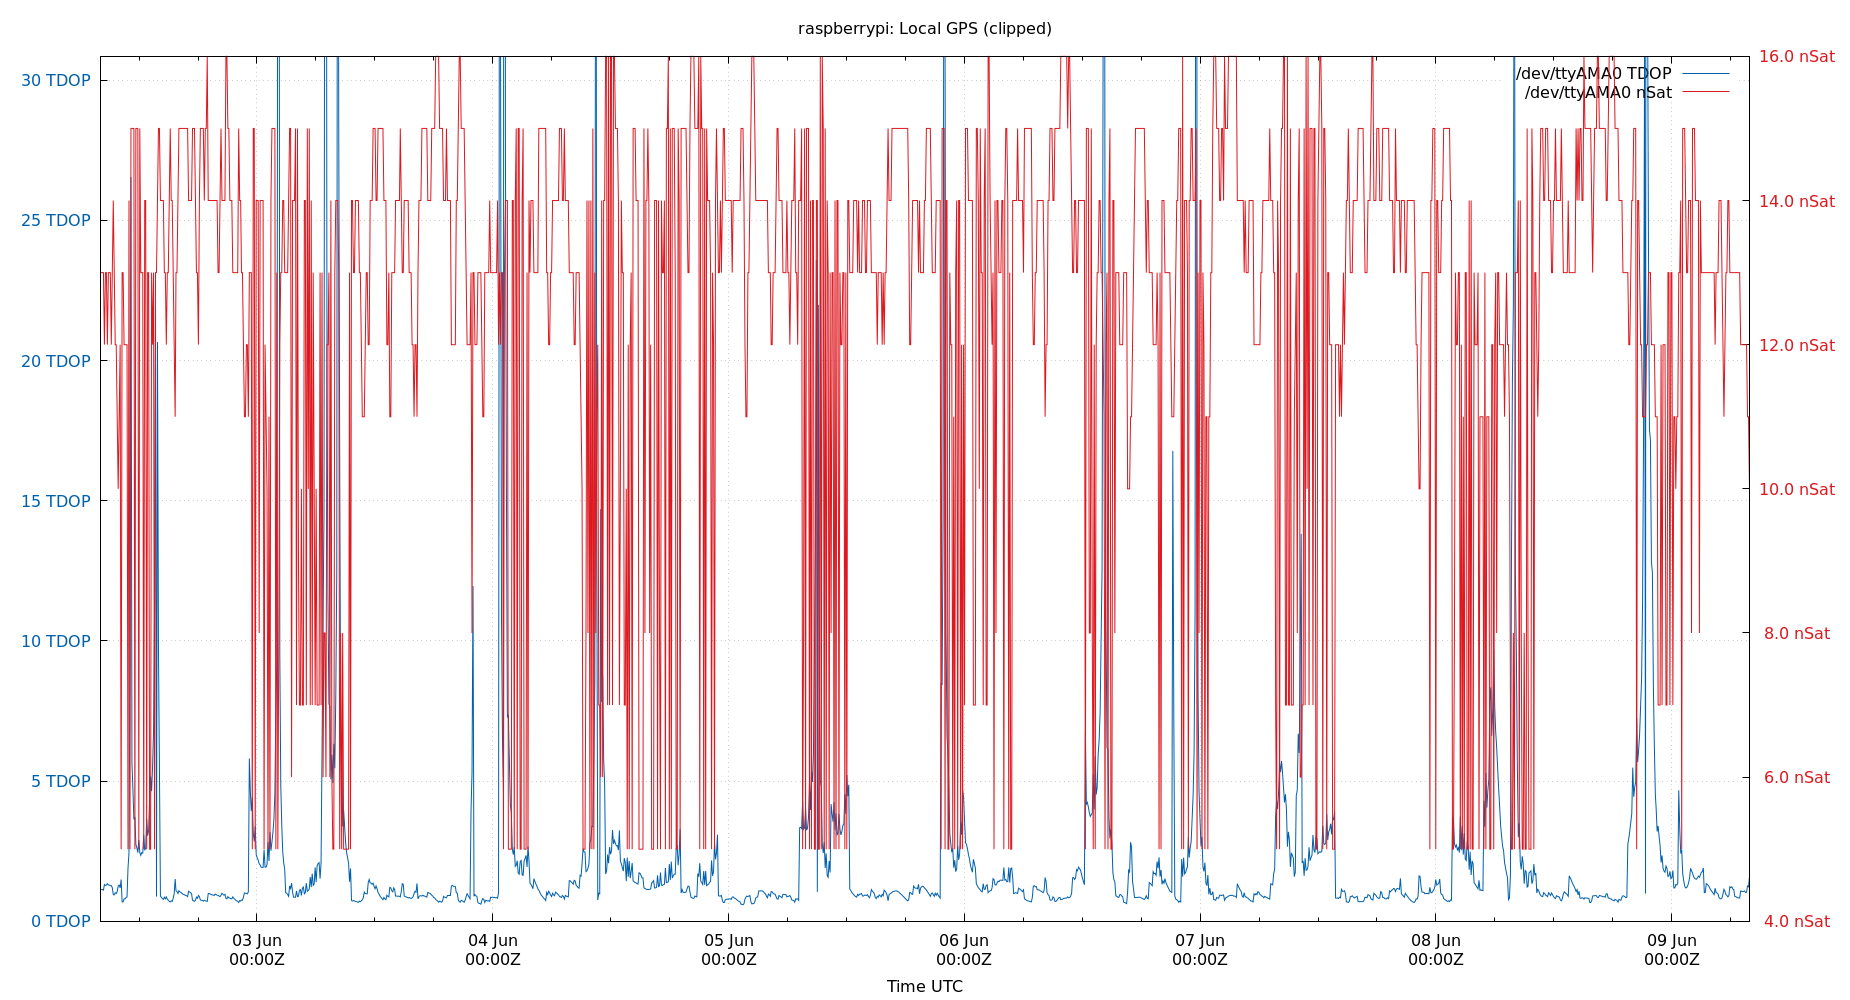 raspberrypi: Local GPS (clipped)
/dev/ttyAMA0 TDOP
/dev/ttyAMA0 nSat
30 TDOP
25 TDOP
20 TDOP
15 TDOP
10 TDOP
5 TDOP
0 TDOP
16.0 nSat
14.0 nSat
12.0 nSat
10.0 nSat
8.0 nSat
6.0 nSat
4.0 nSat
03 Jun 04 Jun 05 Jun 06 Jun 07 Jun 08 Jun 09 Jun
00:00Z 00:00Z 00:00Z 00:00Z 00:00Z 00:00Z 00:00Z
Time UTC